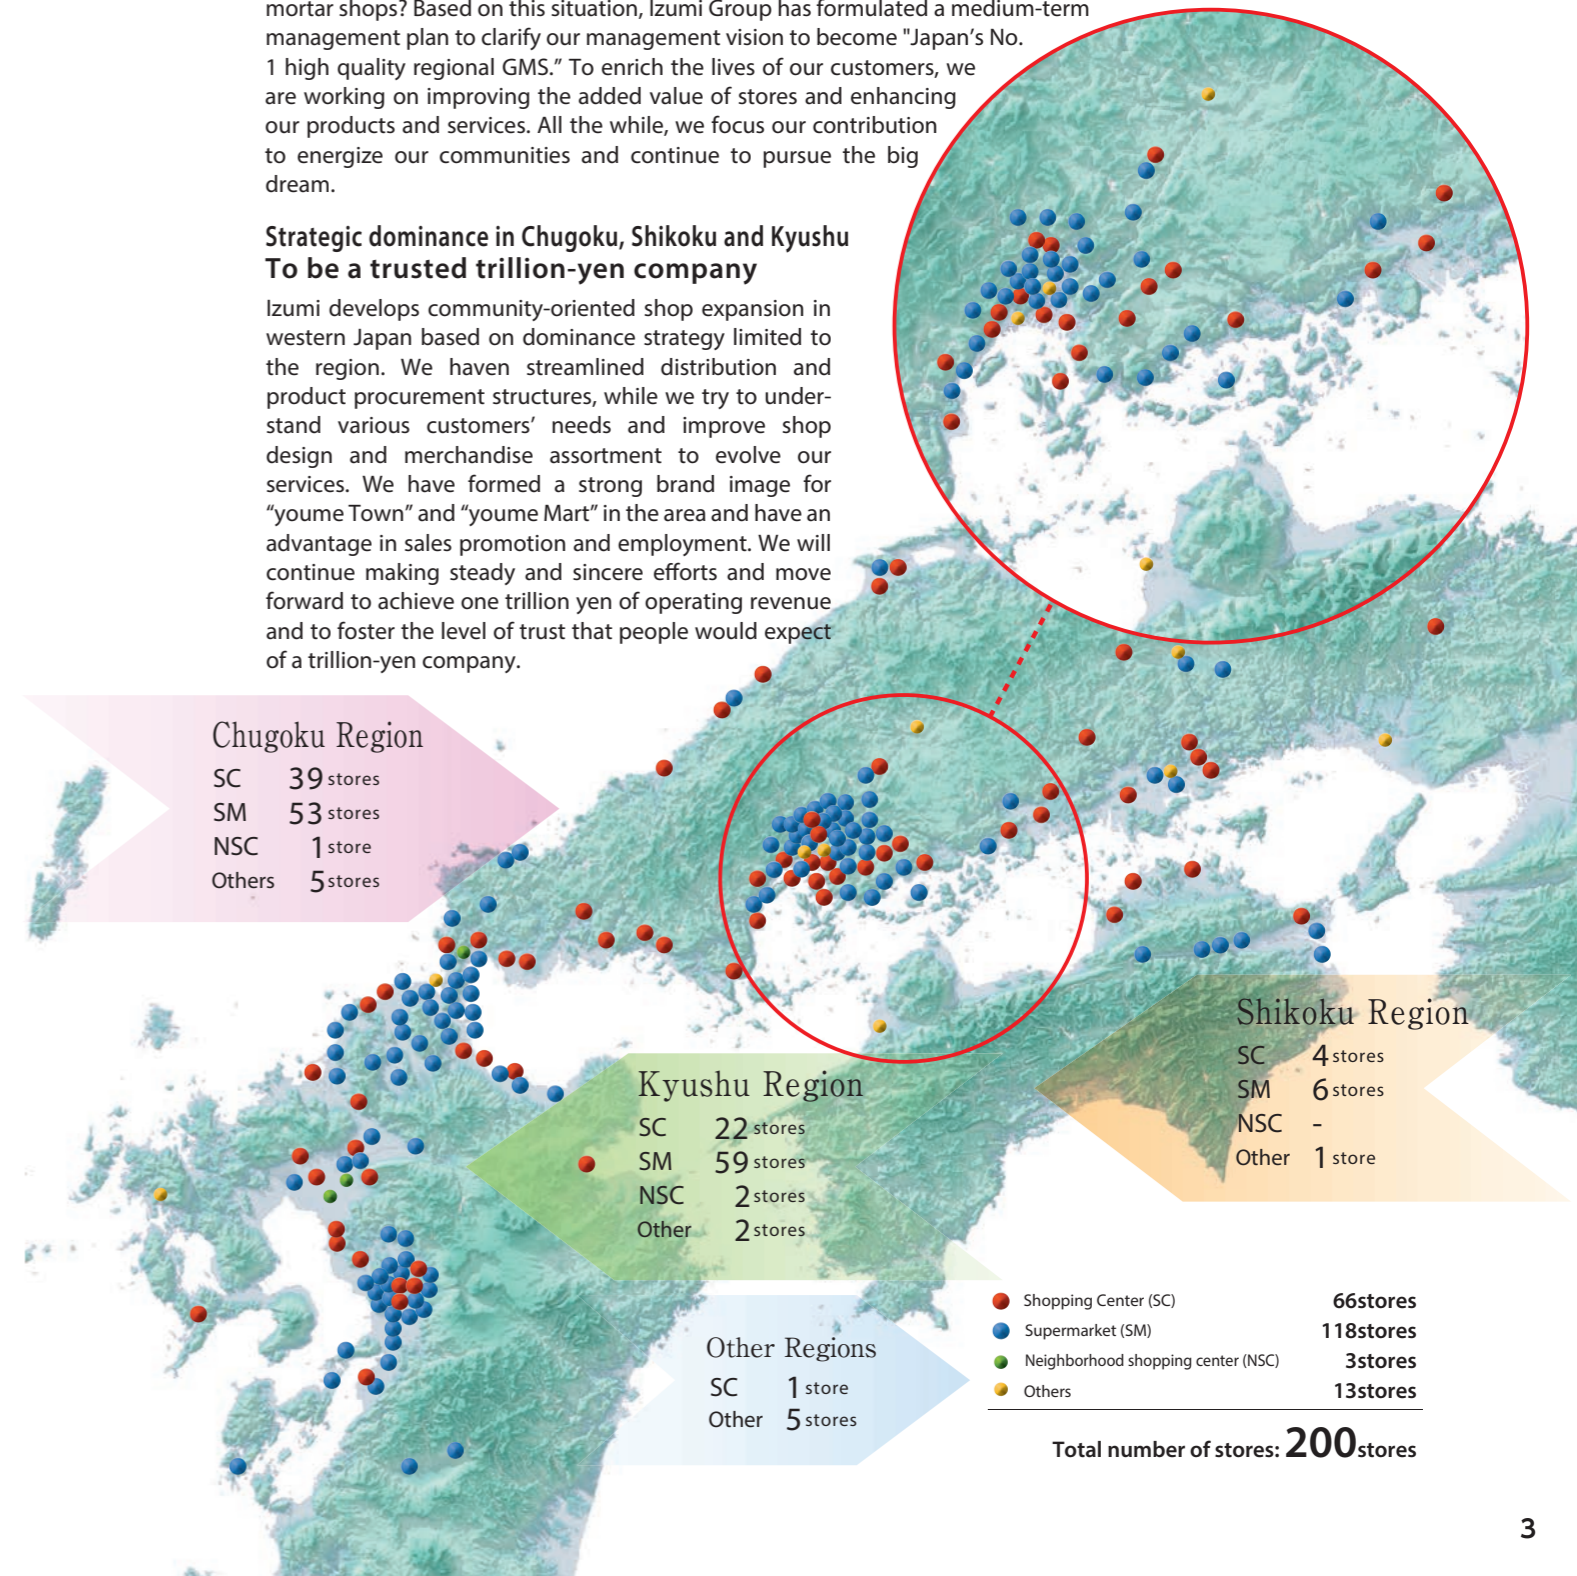 mortar shops? Based on this situation, Izumi Group has formulated a medium-term
management plan to clarify our management vision to become "Japan's No.
1 high quality regional GMS." To enrich the lives of our customers, we
are working on improving the added value of stores and enhancing
our products and services. All the while, we focus our contribution
to energize our communities and continue to pursue the big
dream.
Strategic dominance in Chugoku, Shikoku and Kyushu
To be a trusted trillion-yen company
Izumi develops community-oriented shop expansion in
western Japan based on dominance strategy limited to
the region. We haven streamlined distribution and
product procurement structures, while we try to under-
stand various customers' needs and improve shop
design and merchandise assortment to evolve our
services. We have formed a strong brand image for
“youme Town” and “youme Mart” in the area and have an
advantage in sales promotion and employment. We will
continue making steady and sincere efforts and move
forward to achieve one trillion yen of operating revenue
and to foster the level of trust that people would expect
of a trillion-yen company.
Chugoku Region
SC 39 stores
SM 53 stores
NSC 1 store
Others 5 stores
Kyushu Region
SC 22 stores
SM 59 stores
NSC 2 stores
Other 2 stores
Shikoku Region
SC 4 stores
SM 6 stores
NSC -
Other 1 store
Other Regions
SC 1 store
Other 5 stores
Shopping Center (SC) 66stores
Supermarket (SM) 118stores
Neighborhood shopping center (NSC) 3stores
Others 13stores
Total number of stores: 200stores
3